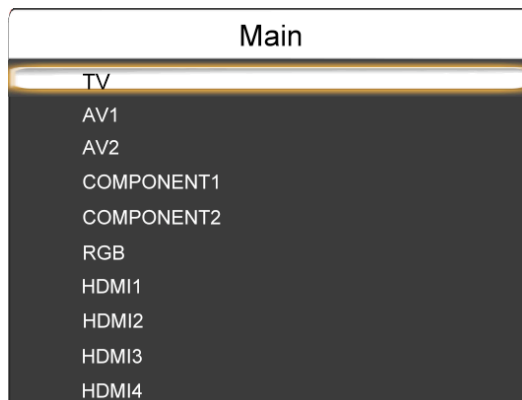 Main
TV
AV1
AV2
COMPONENT1
COMPONENT2
RGB
HDMI1
HDMI2
HDMI3
HDMI4